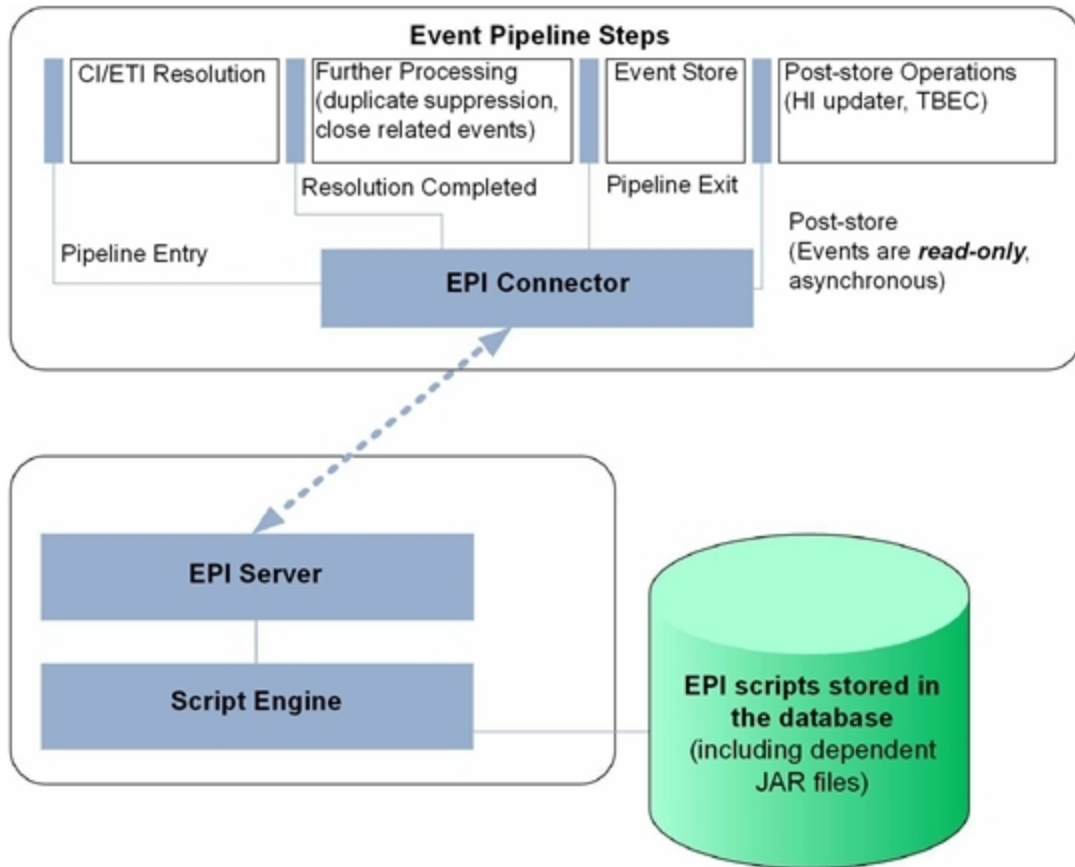 Event Pipeline Steps
CI/ETI Resolution
Further Processing
(duplicate suppression,
close related events)
Event Store
Post-store Operations
(HI updater, TBEC)
Resolution Completed
Pipeline Exit
Pipeline Entry
Post-store
(Events are read-only,
asynchronous)
EPI Connector
EPI Server
Script Engine
EPI scripts stored in
the database
(including dependent
JAR files)